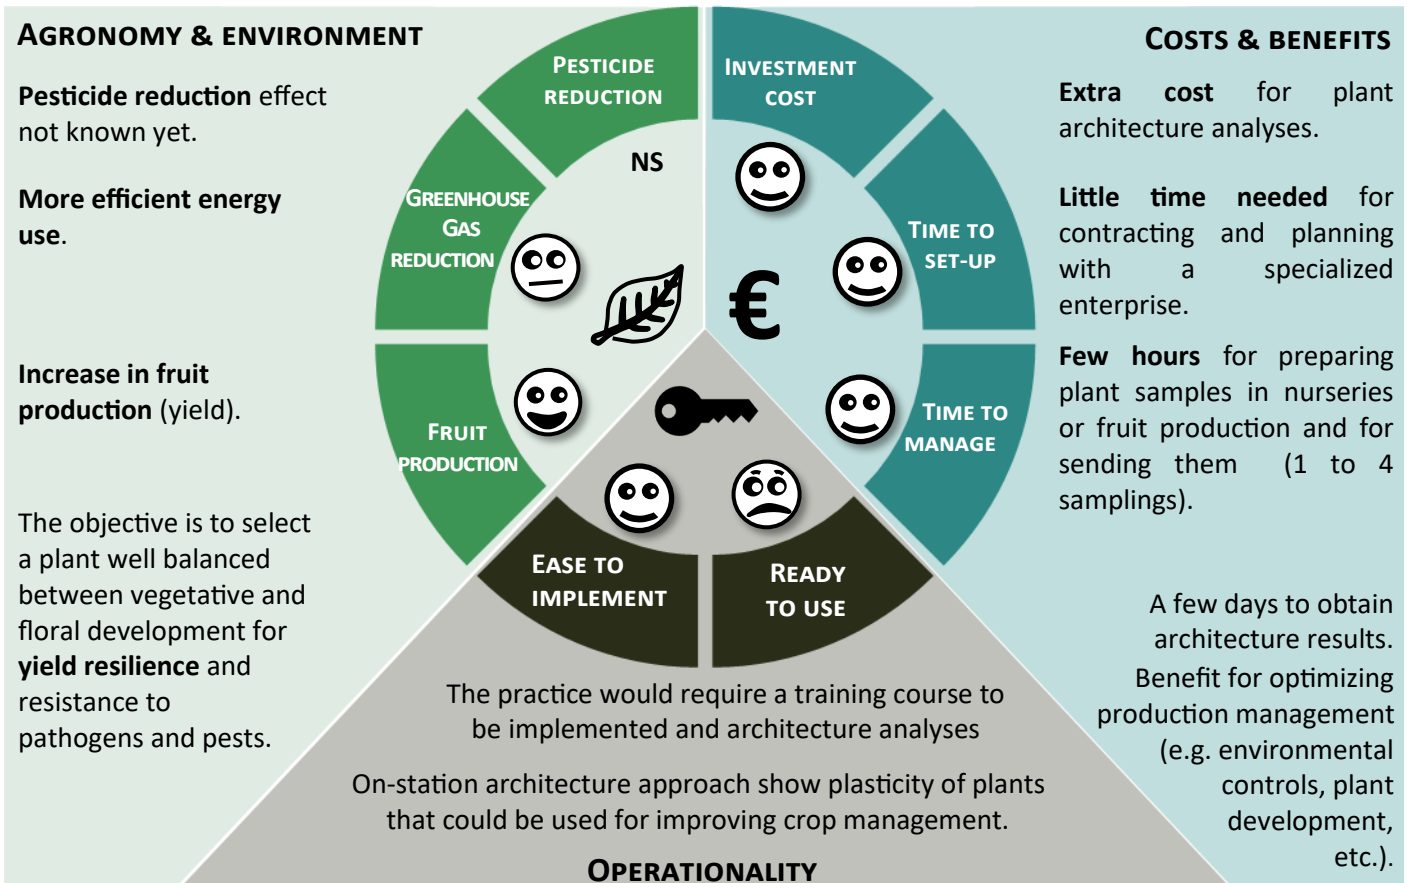 AGRONOMY & ENVIRONMENT
Pesticide reduction effect
not known yet.
More efficient energy
use.
Increase in fruit
production (yield).
The objective is to select
a plant well balanced
between vegetative and
floral development for
yield resilience and
resistance to
pathogens and pests.
PESTICIDE
REDUCTION
NS
GREENHOUSE
GAS
REDUCTION
FRUIT
PRODUCTION
INVESTMENT
COST
TIME TO
SET-UP
€
TIME TO
MANAGE
EASE TO
IMPLEMENT
READY
TO USE
COSTS & BENEFITS
Extra cost for plant
architecture analyses.
Little time needed for
contracting and planning
with a specialized
enterprise.
Few hours for preparing
plant samples in nurseries
or fruit production and for
sending them (1 to 4
samplings).
A few days to obtain
architecture results.
Benefit for optimizing
production management
(e.g. environmental
controls, plant
development,
etc.).
The practice would require a training course to
be implemented and architecture analyses
On-station architecture approach show plasticity of plants
that could be used for improving crop management.
OPERATIONALITY